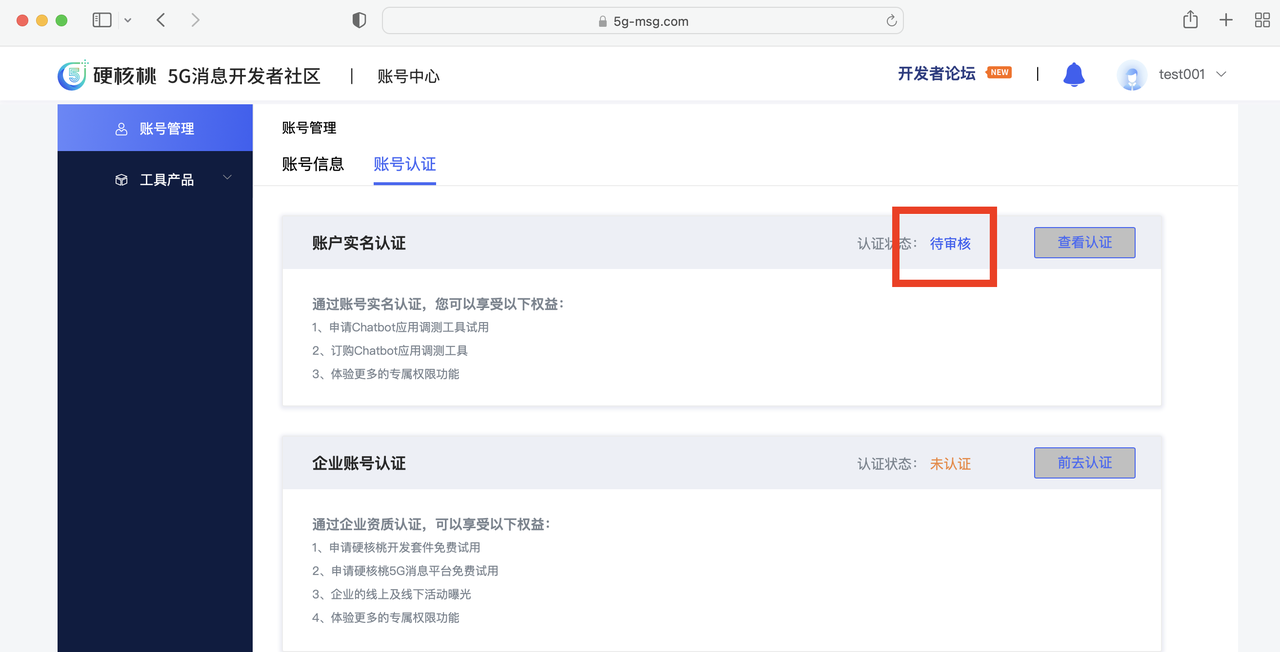 5g-msg.com
硬核桃 5G消息开发者社区 | 账号中心
开发者论坛 NEW | test001
账号管理
工具产品
账号管理
账号信息 账号认证
账户实名认证 认证状态： 待审核 查看认证
通过账号实名认证，您可以享受以下权益：
1、申请Chatbot应用调测工具试用
2、订购Chatbot应用调测工具
3、体验更多的专属权限功能
企业账号认证 认证状态： 未认证 前去认证
通过企业资质认证，可以享受以下权益：
1、申请硬核桃开发套件免费试用
2、申请硬核桃5G消息平台免费试用
3、企业的线上及线下活动曝光
4、体验更多的专属权限功能